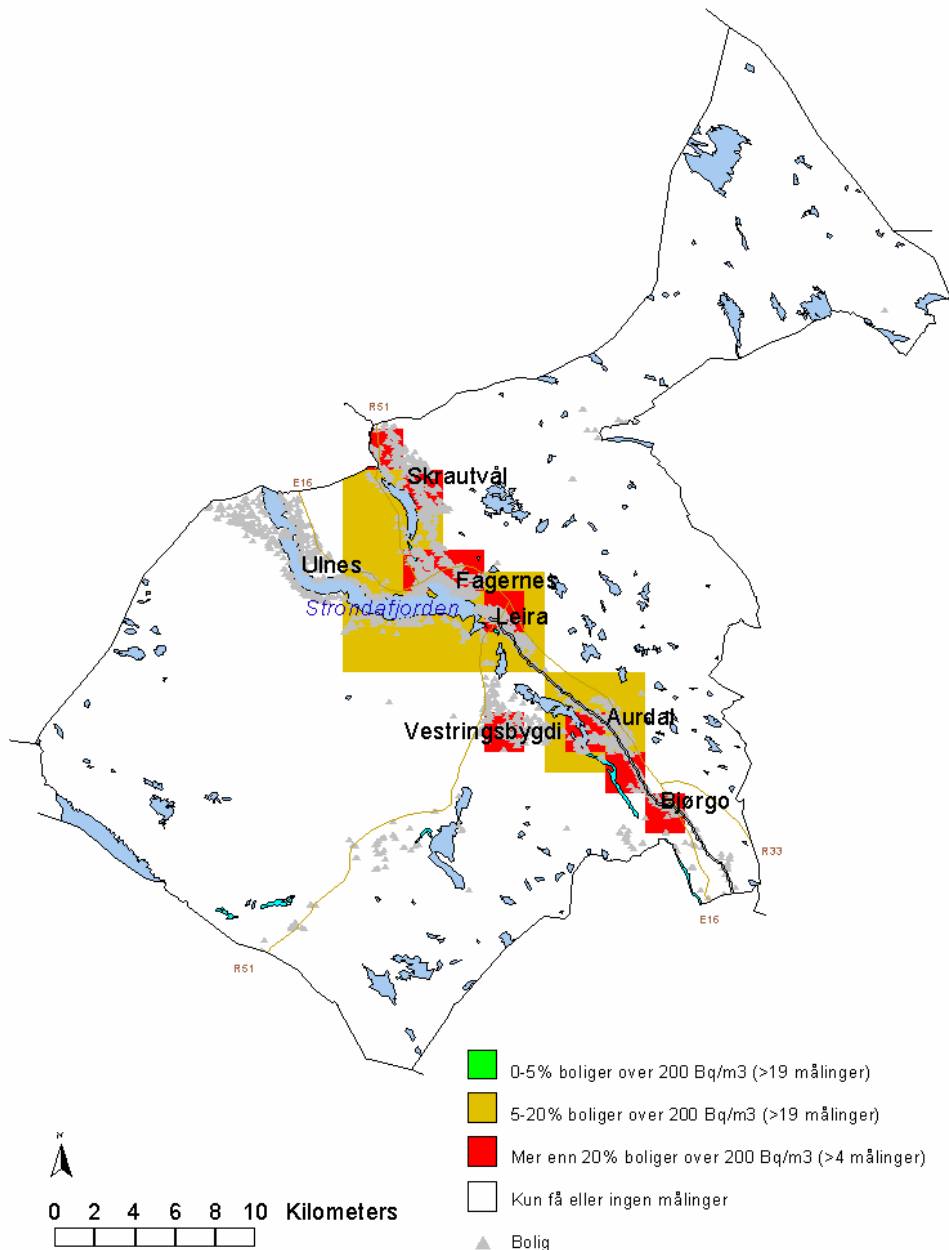 R51
E16
Skrautvål
Ulnes
Fagernes
Strondafjorden
Leira
Aurdal
Vestringsbygdi
Bjørgo
R33
E16
R51
0-5% boliger over 200 Bq/m3 (>19 målinger)
5-20% boliger over 200 Bq/m3 (>19 målinger)
Mer enn 20% boliger over 200 Bq/m3 (>4 målinger)
Kun få eller ingen målinger
Bolig
N
0 2 4 6 8 10 Kilometers